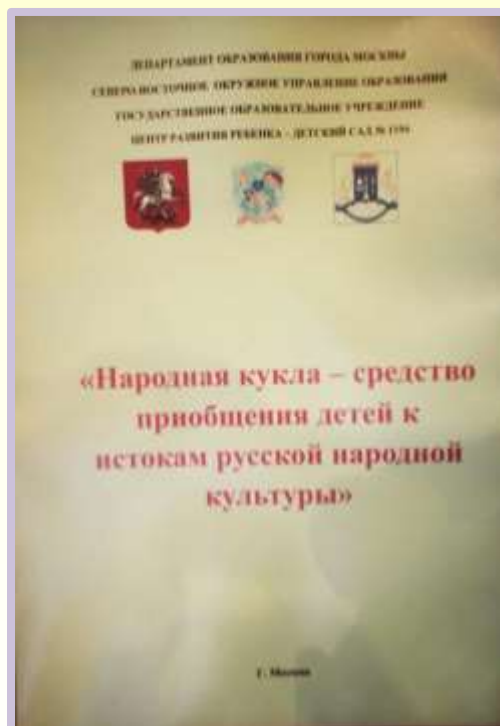 ДЕПАРТАМЕНТ ОБРАЗОВАНИЯ ГОРОДА МОСКВЫ
СЕВЕРО-ВОСТОЧНОЕ ОКРУЖНОЕ УПРАВЛЕНИЕ ОБРАЗОВАНИЯ
ГОСУДАРСТВЕННОЕ ОБРАЗОВАТЕЛЬНОЕ УЧРЕЖДЕНИЕ
ЦЕНТР РАЗВИТИЯ РЕБЕНКА – ДЕТСКИЙ САД №
«Народная кукла – средство
приобщения детей к
истокам русской народной
культуры»
Г. Москва